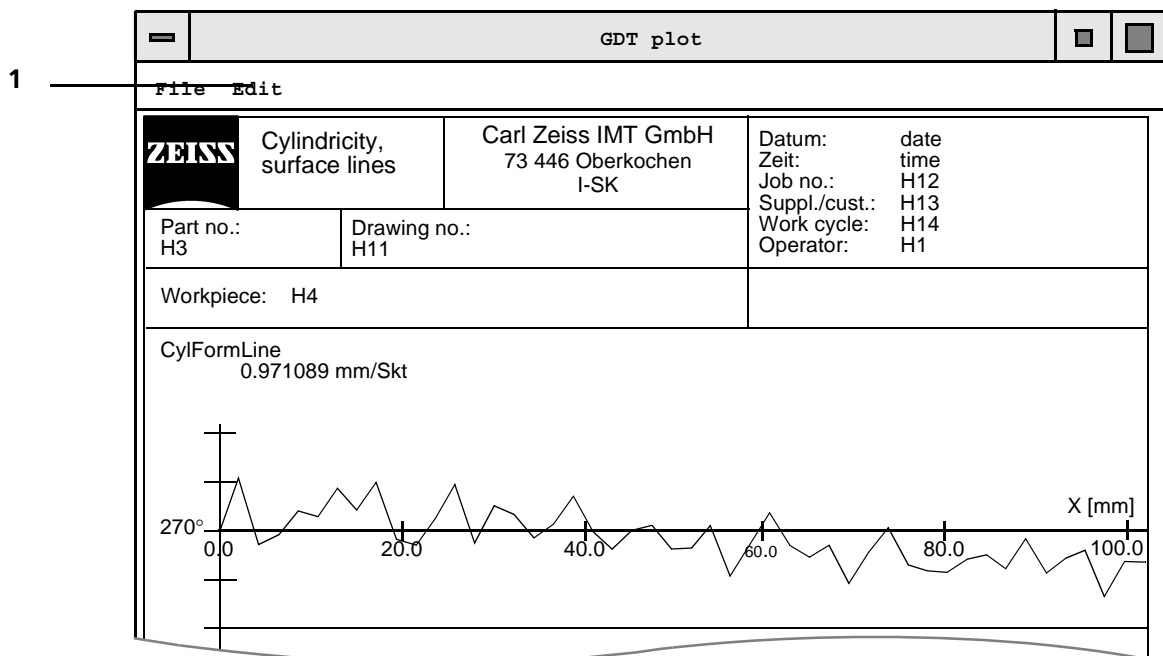 GDT plot
1
File Edit
ZEISS
Cylindricity,
surface lines
Carl Zeiss IMT GmbH
73 446 Oberkochen
I-SK
Datum: date
Zeit: time
Job no.: H12
Suppl./cust.: H13
Work cycle: H14
Operator: H1
Part no.:
H3
Drawing no.:
H11
Workpiece: H4
CylFormLine
0.971089 mm/Skt
X [mm]
270°
0.0 20.0 40.0 60.0 80.0 100.0